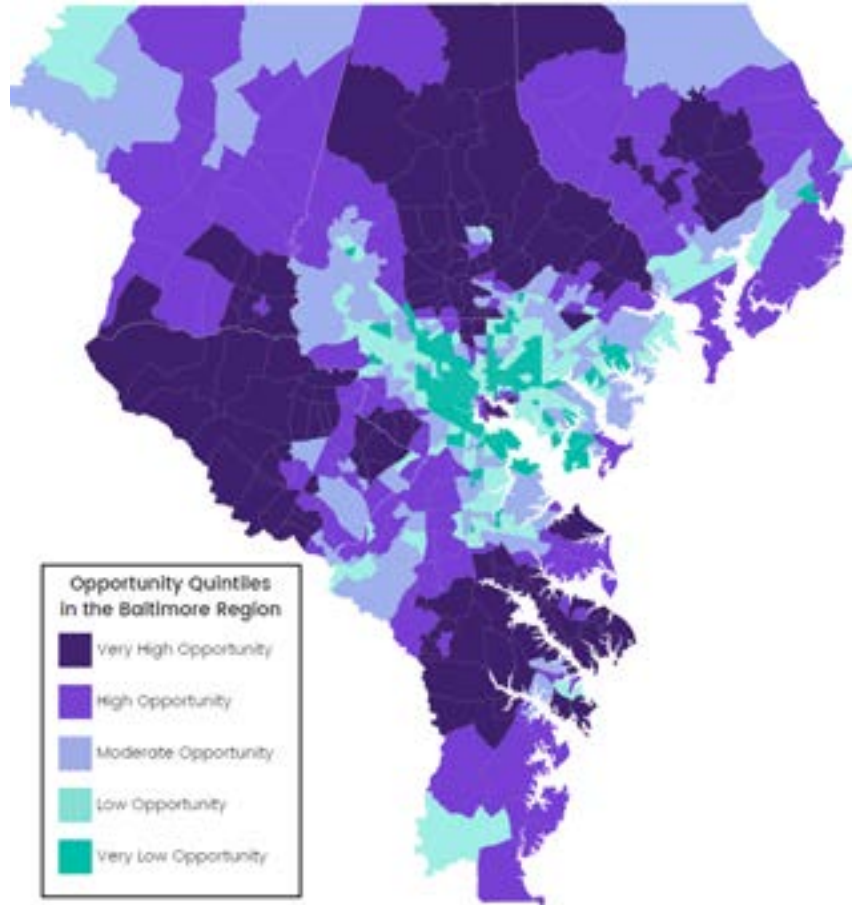 Opportunity Quintiles
in the Baltimore Region
Very High Opportunity
High Opportunity
Moderate Opportunity
Low Opportunity
Very Low Opportunity